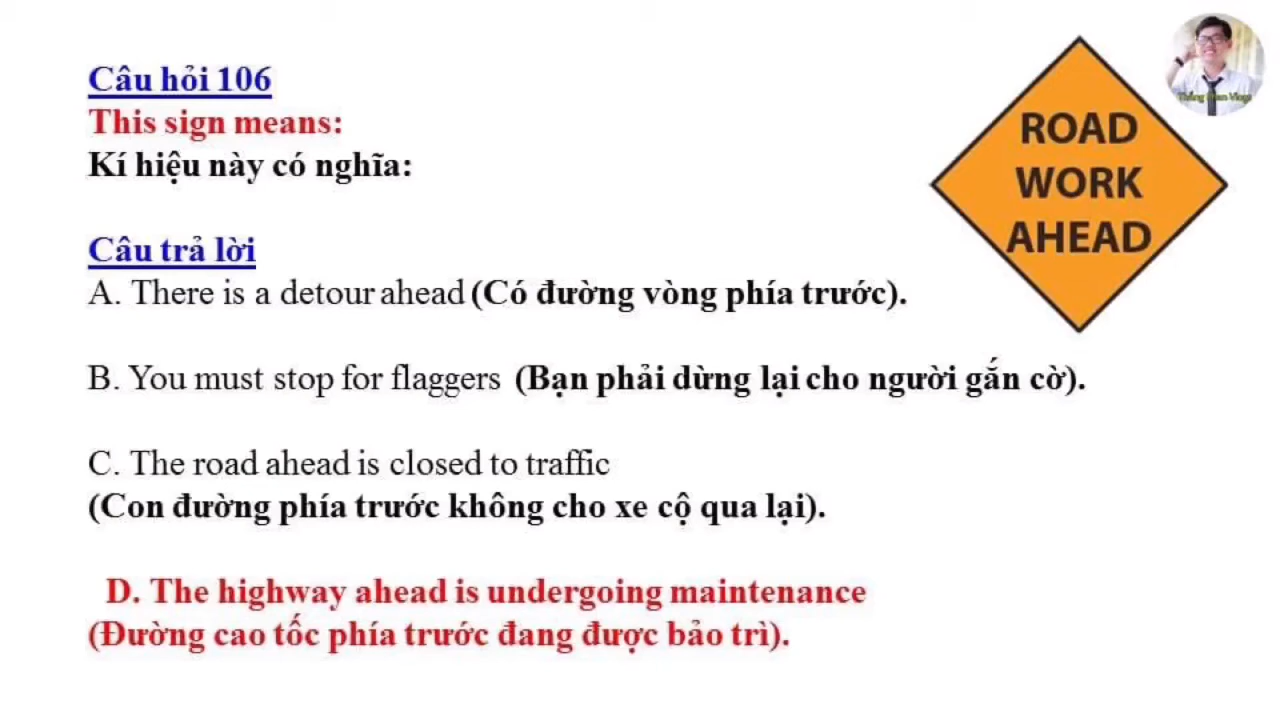 Câu hỏi 106
This sign means:
Kí hiệu này có nghĩa:
ROAD
WORK
AHEAD
Câu trả lời
A. There is a detour ahead (Có đường vòng phía trước).
B. You must stop for flaggers (Bạn phải dừng lại cho người gắn cờ).
C. The road ahead is closed to traffic
(Con đường phía trước không cho xe cộ qua lại).
D. The highway ahead is undergoing maintenance
(Đường cao tốc phía trước đang được bảo trì).